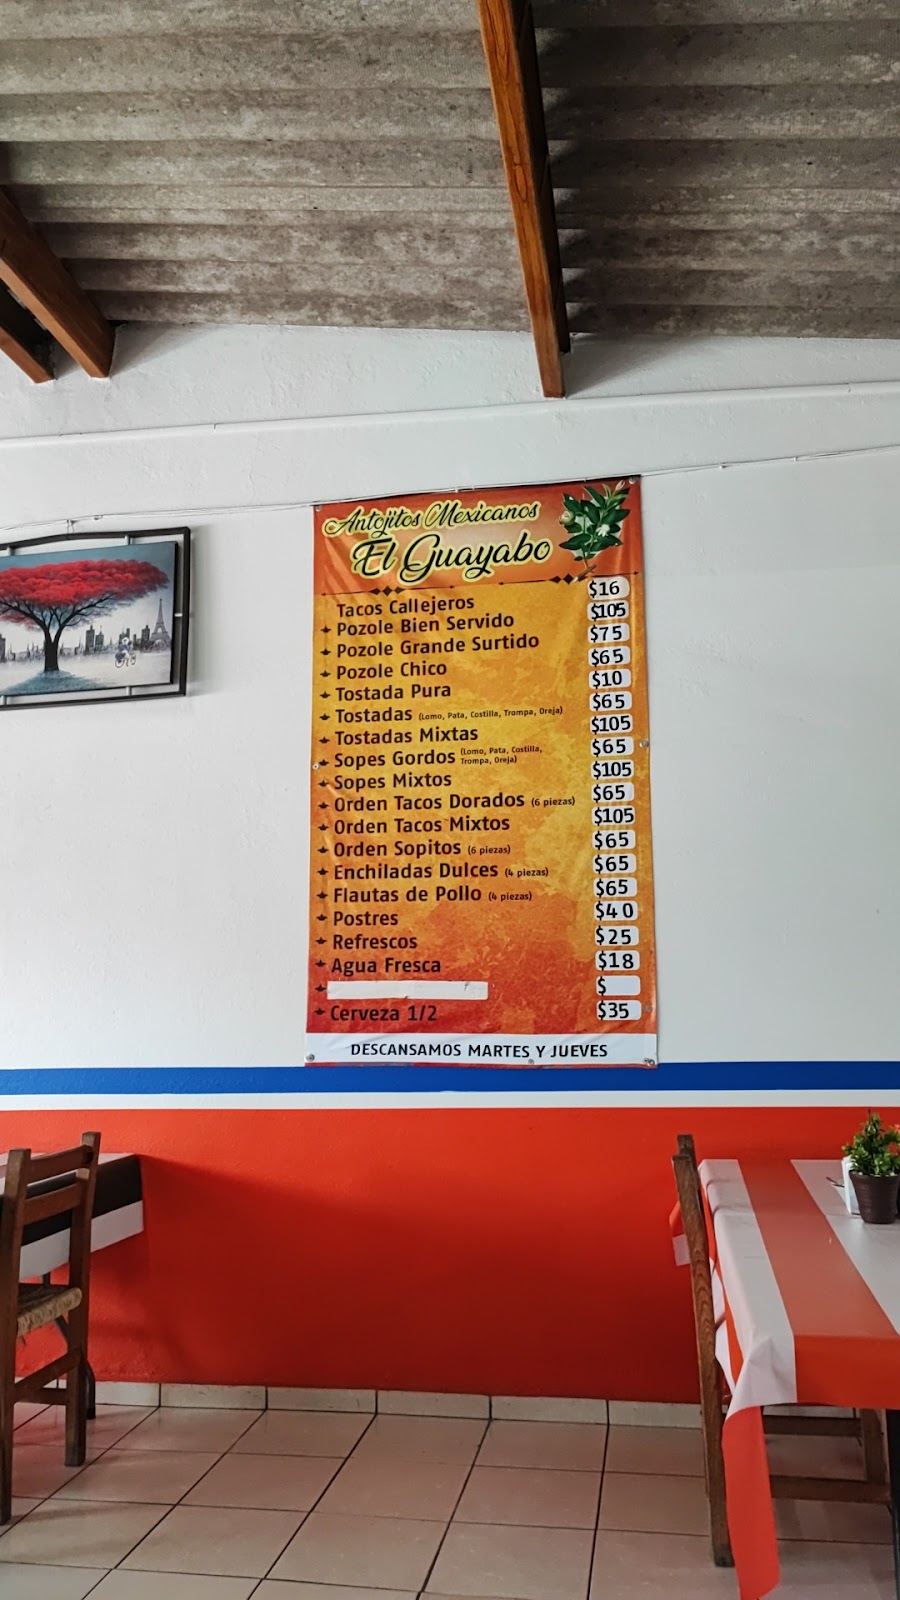 Antojitos Mexicanos
El Guayabo
Tacos Callejeros $16
Pozole Bien Servido $105
Pozole Grande Surtido $75
Pozole Chico $65
Tostada Pura $10
Tostadas (Lomo, Pata, Costilla, Trompa, Oreja) $65
Tostadas Mixtas $105
Sopes Gordos (Lomo, Pata, Costilla, Trompa, Oreja) $65
Sopes Mixtos $105
Orden Tacos Dorados (6 piezas) $65
Orden Tacos Mixtos $105
Orden Sopitos (6 piezas) $65
Enchiladas Dulces (4 piezas) $65
Flautas de Pollo (4 piezas) $65
Postres $40
Refrescos $25
Agua Fresca $18
$
Cerveza 1/2 $35
DESCANSAMOS MARTES Y JUEVES